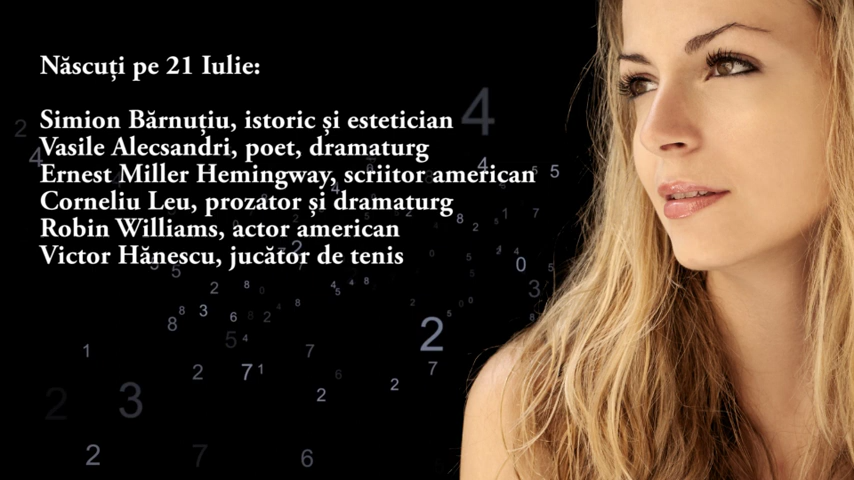 Născuți pe 21 Iulie:
Simion Bărnuțiu, istoric și estetician
Vasile Alecsandri, poet, dramaturg
Ernest Miller Hemingway, scriitor american
Corneliu Leu, prozator și dramaturg
Robin Williams, actor american
Victor Hănescu, jucător de tenis